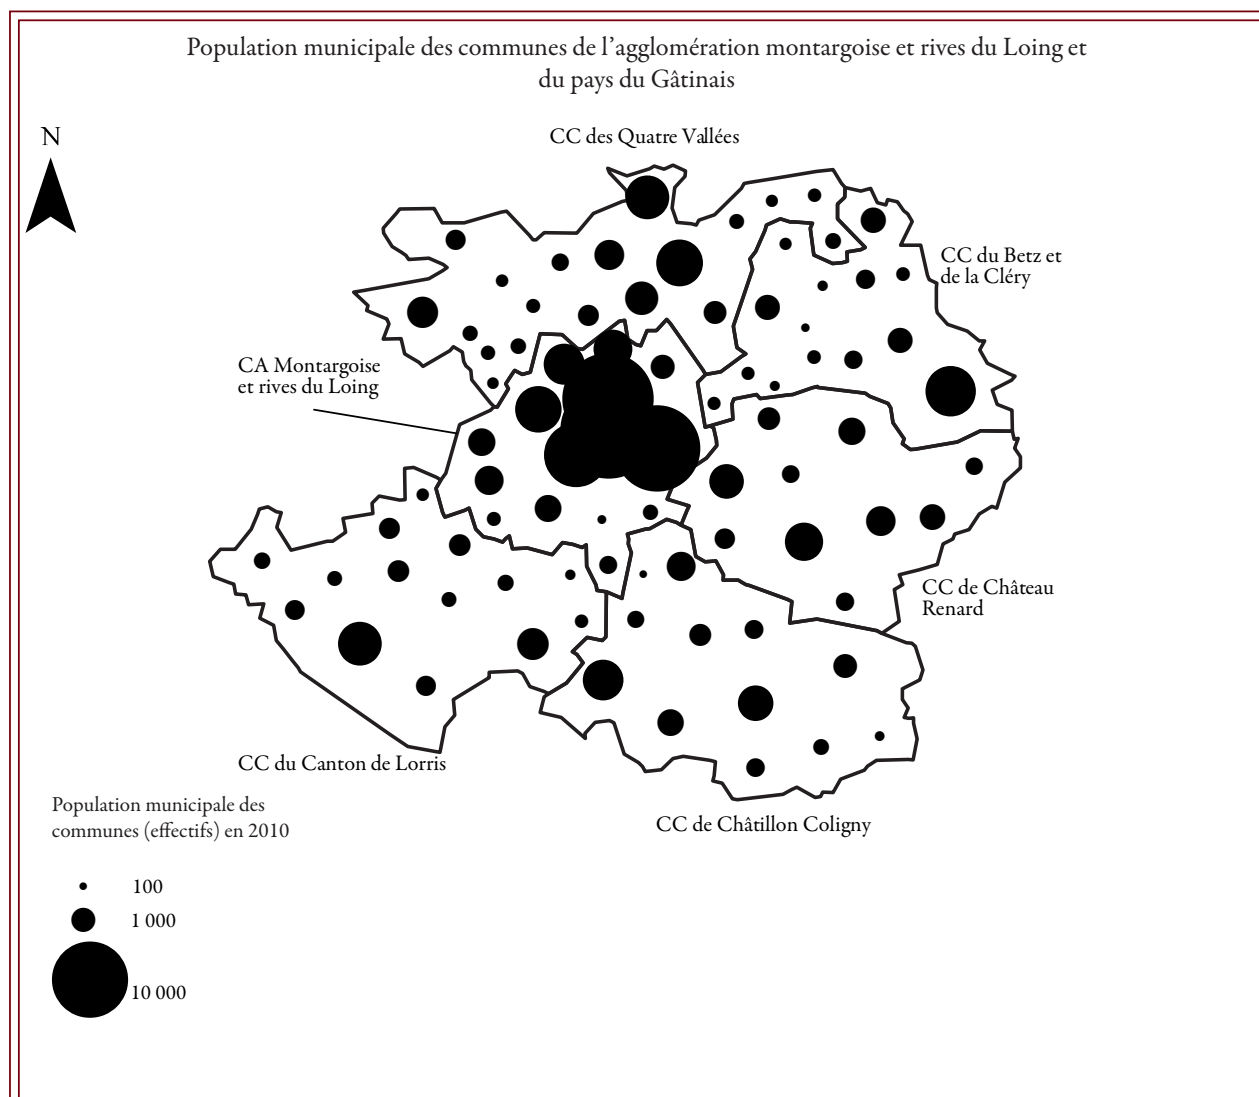 Population municipale des communes de l’agglomération montargoise et rives du Loing et
du pays du Gâtinais
N
CC des Quatre Vallées
CC du Betz et
de la Cléry
CA Montargoise
et rives du Loing
CC de Château
Renard
CC du Canton de Lorris
CC de Châtillon Coligny
Population municipale des
communes (effectifs) en 2010
100
1 000
10 000